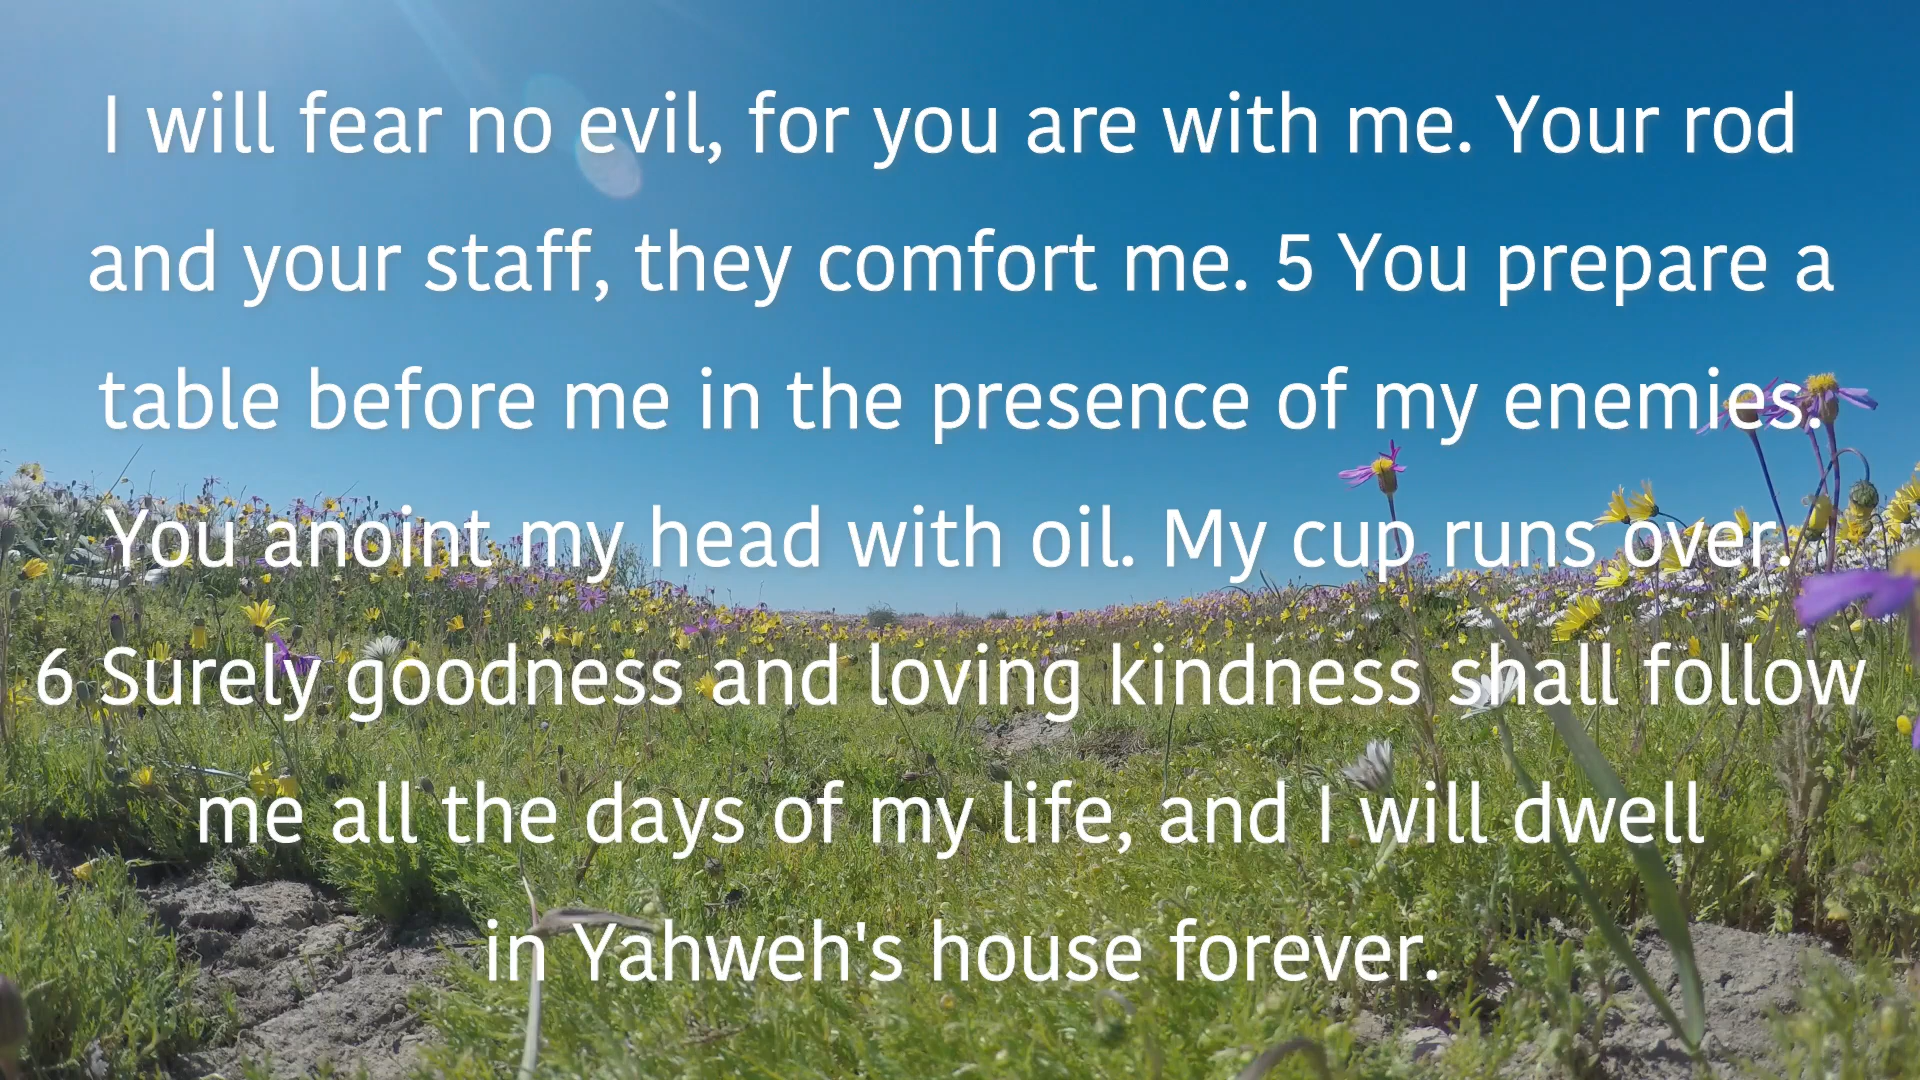 I will fear no evil, for you are with me. Your rod
and your staff, they comfort me. 5 You prepare a
table before me in the presence of my enemies.
You anoint my head with oil. My cup runs over.
6 Surely goodness and loving kindness shall follow
me all the days of my life, and I will dwell
in Yahweh's house forever.